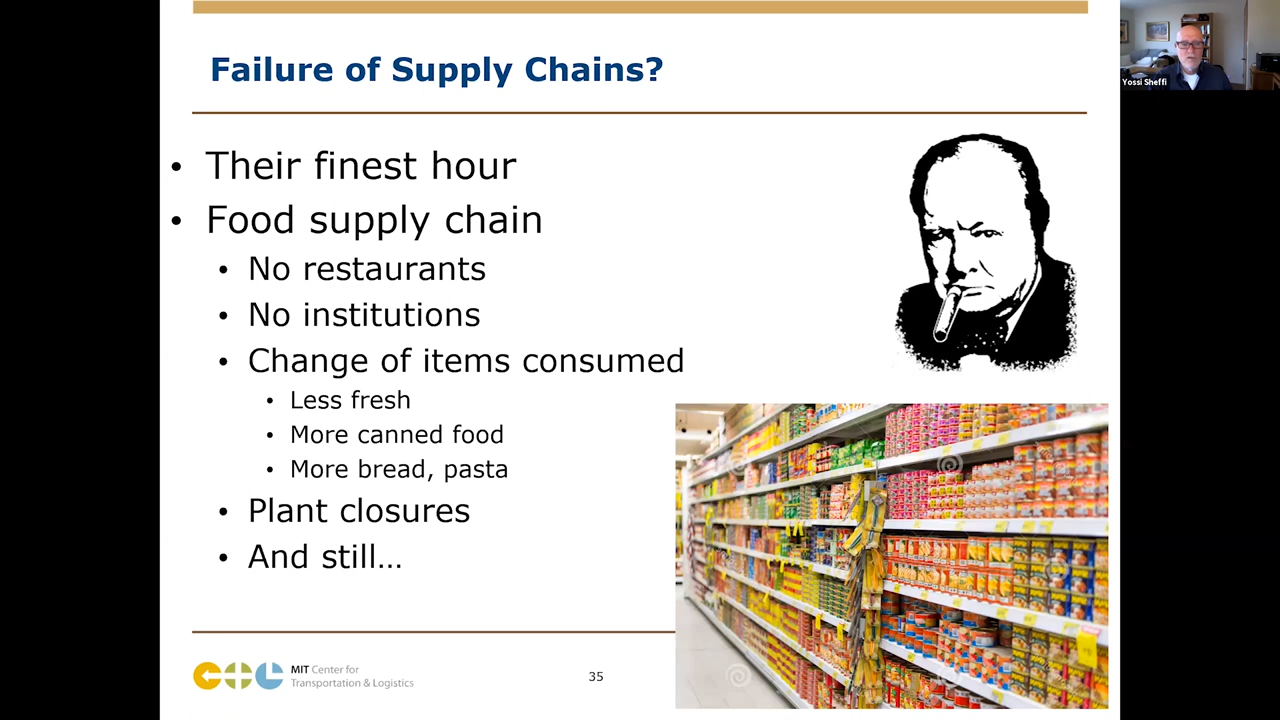 Failure of Supply Chains?
Yossi Sheffi
• Their finest hour
• Food supply chain
• No restaurants
• No institutions
• Change of items consumed
• Less fresh
• More canned food
• More bread, pasta
• Plant closures
• And still…
MIT Center for
Transportation & Logistics
35